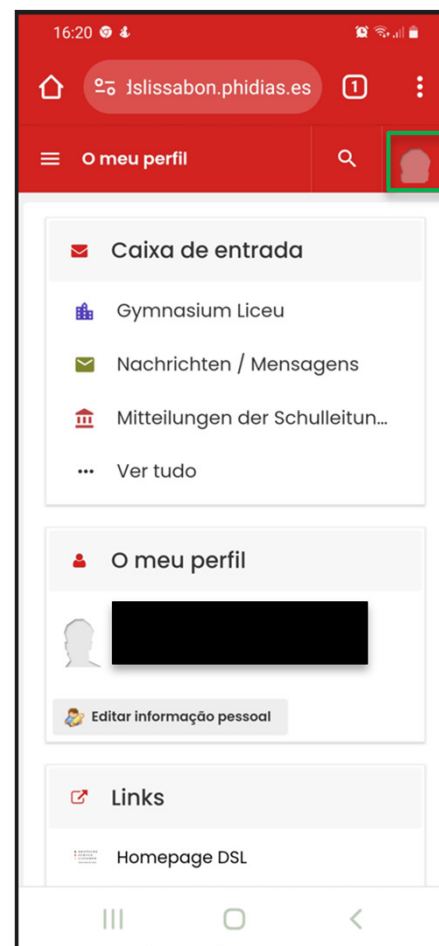 16:20
dslissabon.phidias.es
1
O meu perfil
Caixa de entrada
Gymnasium Liceu
Nachrichten / Mensagens
Mitteilungen der Schulleitun...
Ver tudo
O meu perfil
Editar informação pessoal
Links
Homepage DSL